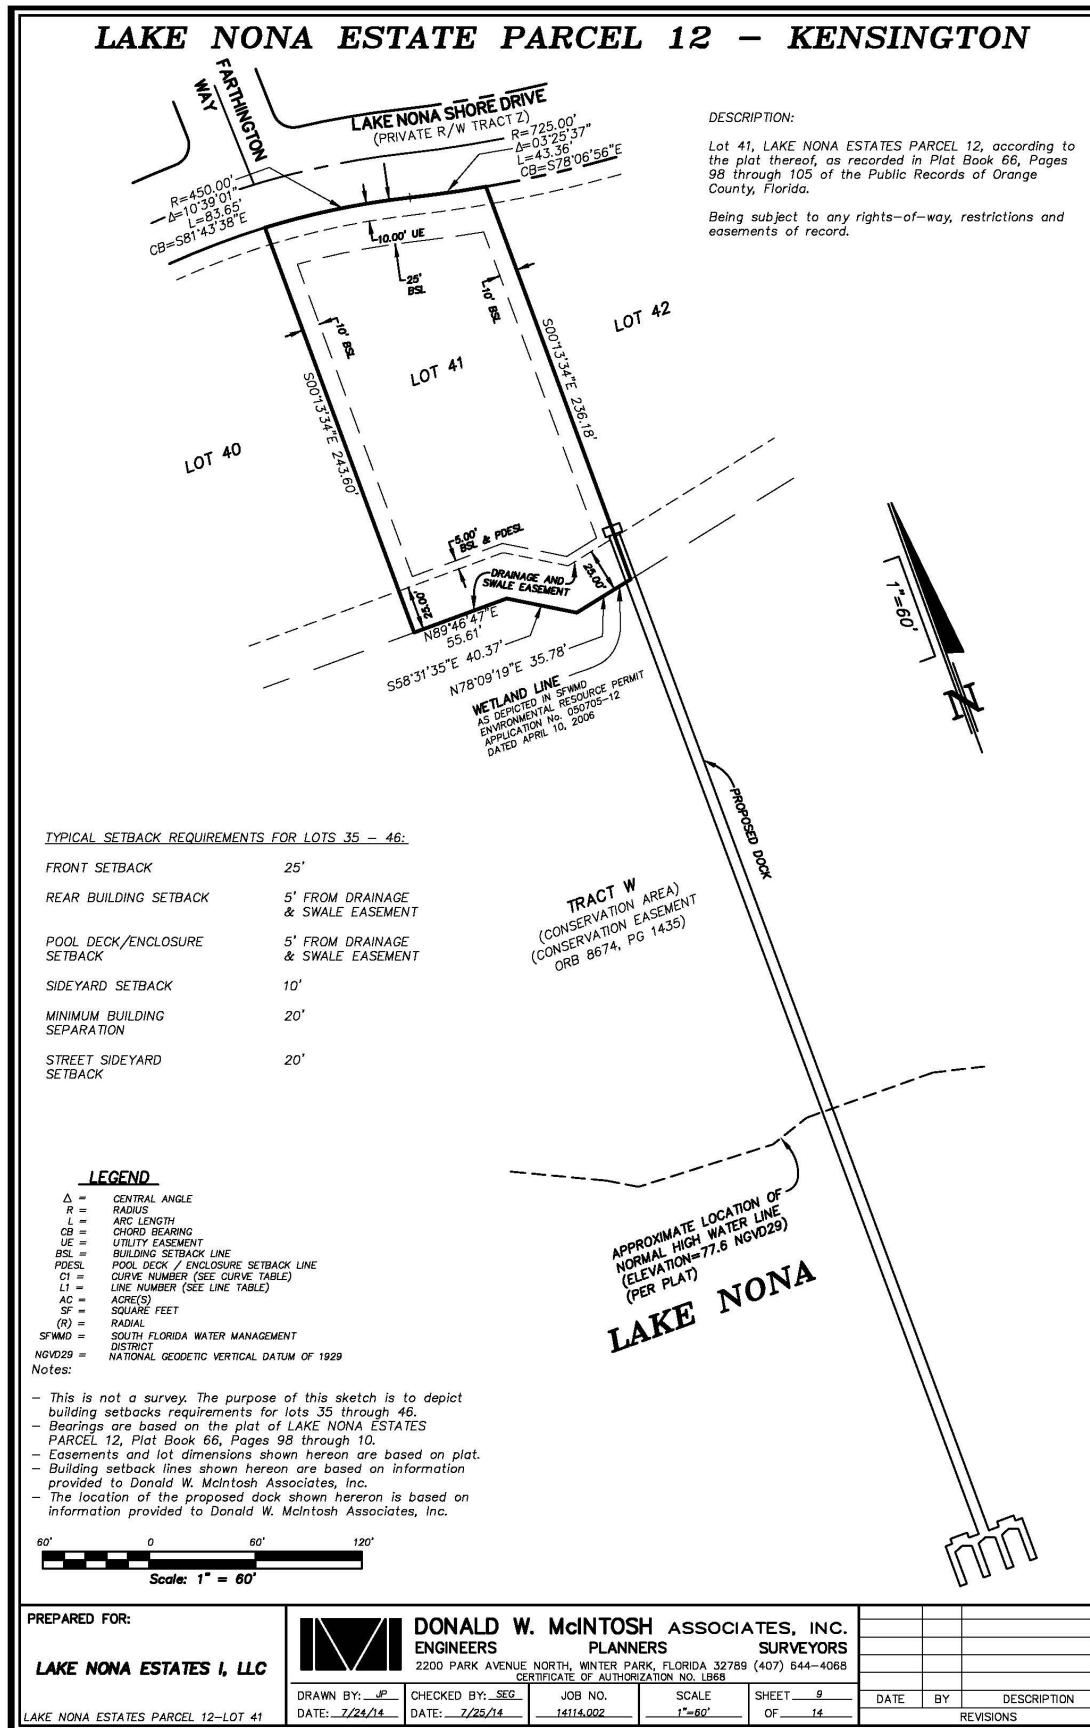 LAKE NONA ESTATE PARCEL 12 – KENSINGTON
FARTHINGTON
WAY
LAKE NONA SHORE DRIVE
(PRIVATE R/W TRACT Z)
R=725.00'
Δ=03°25'37"
L=43.36'
CB=S78°06'56"E
R=450.00'
Δ=10°39'01"
L=83.65'
CB=S81°43'38"E
DESCRIPTION:
Lot 41, LAKE NONA ESTATES PARCEL 12, according to
the plat thereof, as recorded in Plat Book 66, Pages
98 through 105 of the Public Records of Orange
County, Florida.
Being subject to any rights-of-way, restrictions and
easements of record.
10.00' UE
25'
BSL
10' BSL
10' BSL
LOT 42
LOT 41
LOT 40
S00°13'34"E 236.18'
S00°13'34"E 243.60'
5.00'
BSL & PDESL
DRAINAGE AND
SWALE EASEMENT
25.00'
25.00'
N89°46'47"E
55.61'
S58°31'35"E 40.37'
N78°09'19"E 35.78'
WETLAND LINE
AS DEPICTED IN SFWMD
ENVIRONMENTAL RESOURCE PERMIT
APPLICATION No. 050705-12
DATED APRIL 10, 2006
1"=60'
N
PROPOSED DOCK
TYPICAL SETBACK REQUIREMENTS FOR LOTS 35 – 46:
FRONT SETBACK 25'
REAR BUILDING SETBACK 5' FROM DRAINAGE
& SWALE EASEMENT
POOL DECK/ENCLOSURE 5' FROM DRAINAGE
SETBACK & SWALE EASEMENT
SIDEYARD SETBACK 10'
MINIMUM BUILDING 20'
SEPARATION
STREET SIDEYARD 20'
SETBACK
TRACT W
(CONSERVATION AREA)
(CONSERVATION EASEMENT
ORB 8674, PG 1435)
APPROXIMATE LOCATION OF
NORMAL HIGH WATER LINE
(ELEVATION=77.6 NGVD29)
(PER PLAT)
LAKE NONA
LEGEND
Δ = CENTRAL ANGLE
R = RADIUS
L = ARC LENGTH
CB = CHORD BEARING
UE = UTILITY EASEMENT
BSL = BUILDING SETBACK LINE
PDESL POOL DECK / ENCLOSURE SETBACK LINE
C1 = CURVE NUMBER (SEE CURVE TABLE)
L1 = LINE NUMBER (SEE LINE TABLE)
AC = ACRE(S)
SF = SQUARE FEET
(R) = RADIAL
SFWMD = SOUTH FLORIDA WATER MANAGEMENT
DISTRICT
NGVD29 = NATIONAL GEODETIC VERTICAL DATUM OF 1929
Notes:
– This is not a survey. The purpose of this sketch is to depict
building setbacks requirements for lots 35 through 46.
– Bearings are based on the plat of LAKE NONA ESTATES
PARCEL 12, Plat Book 66, Pages 98 through 10.
– Easements and lot dimensions shown hereon are based on plat.
– Building setback lines shown hereon are based on information
provided to Donald W. McIntosh Associates, Inc.
– The location of the proposed dock shown hereron is based on
information provided to Donald W. McIntosh Associates, Inc.
60' 0 60' 120'
Scale: 1" = 60'
PREPARED FOR:
LAKE NONA ESTATES I, LLC
LAKE NONA ESTATES PARCEL 12-LOT 41
DONALD W. McINTOSH ASSOCIATES, INC.
ENGINEERS PLANNERS SURVEYORS
2200 PARK AVENUE NORTH, WINTER PARK, FLORIDA 32789 (407) 644-4068
CERTIFICATE OF AUTHORIZATION NO. LB68
DRAWN BY: JP
DATE: 7/24/14
CHECKED BY: SEG
DATE: 7/25/14
JOB NO.
14114.002
SCALE
1"=60'
SHEET 9
OF 14
DATE BY DESCRIPTION
REVISIONS